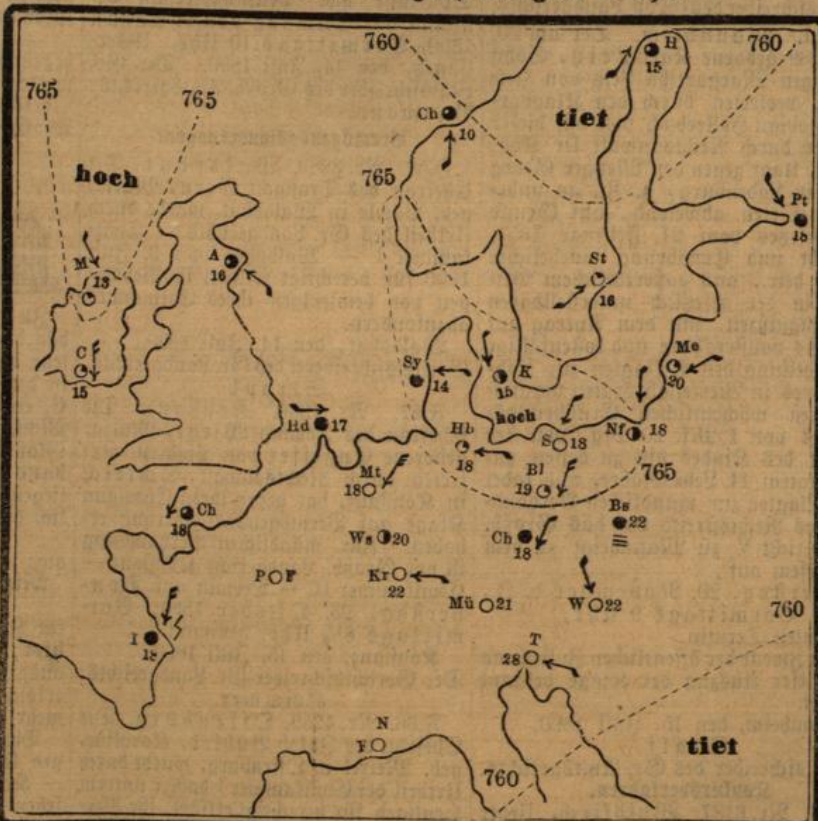 760
760
H
15
765
765
Ch
10
tief
hoch
765
Pt
18
M
13
A
16
St
16
C
15
Sy
14
K
15
Me
20
Hd 17
hoch
Hb
18
S
Nf 18
18
Mt
18
Bl
19
765
Ch
18
Ws 20
Ch
18
Bs
22
P F
Kr
22
Mü 21
W 22
760
I
18
T
28
N
F
tief
760